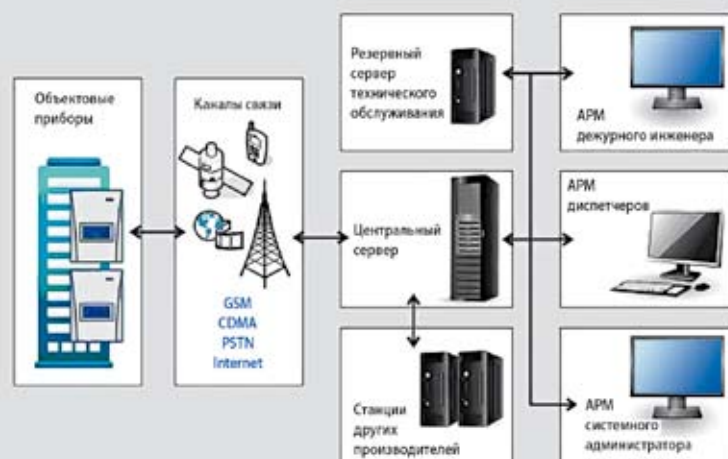 Объектовые
приборы
Каналы связи
GSM
CDMA
PSTN
Internet
Резервный
сервер
технического
обслуживания
Центральный
сервер
Станции
других
производителей
АРМ
дежурного инженера
АРМ
диспетчеров
АРМ
системного
администратора